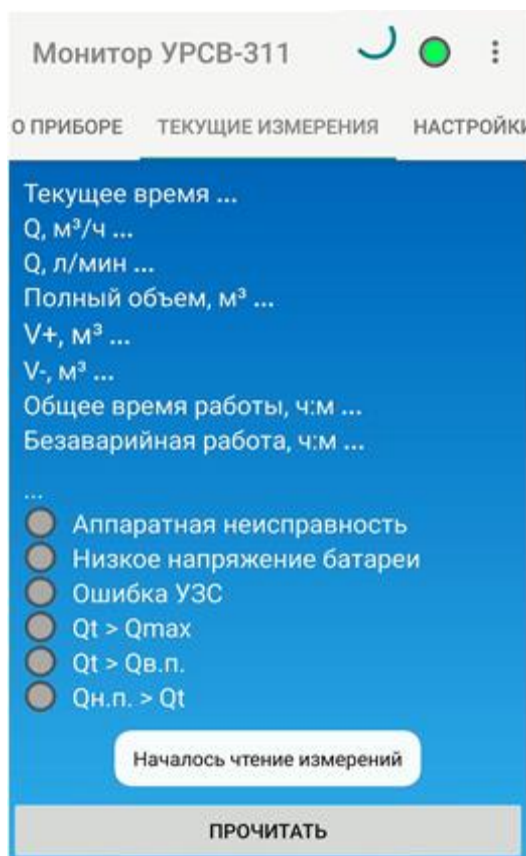 Монитор УРСВ-311
О ПРИБОРЕ ТЕКУЩИЕ ИЗМЕРЕНИЯ НАСТРОЙКИ
Текущее время ...
Q, м³/ч ...
Q, л/мин ...
Полный объем, м³ ...
V+, м³ ...
V-, м³ ...
Общее время работы, ч:м ...
Безаварийная работа, ч:м ...
...
Аппаратная неисправность
Низкое напряжение батареи
Ошибка УЗС
Qt > Qmax
Qt > Qв.п.
Qн.п. > Qt
Началось чтение измерений
ПРОЧИТАТЬ